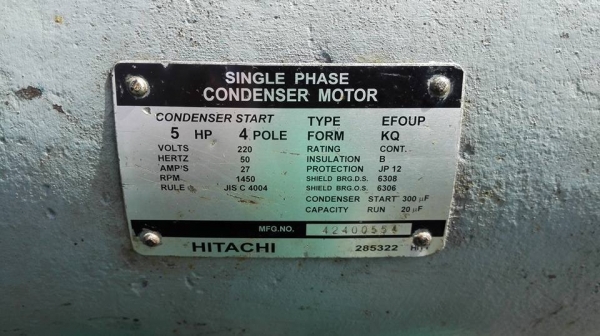 SINGLE PHASE
CONDENSER MOTOR
CONDENSER START
5 HP 4 POLE
VOLTS 220
HERTZ 50
AMP'S 27
RPM 1450
RULE JIS C 4004
TYPE EFOUP
FORM KQ
RATING CONT.
INSULATION B
PROTECTION JP 12
SHIELD BRG.D.S. 6308
SHIELD BRG.O.S. 6306
CONDENSER START 300 µF
CAPACITY RUN 20 µF
MFG.NO. 42400554
HITACHI 285322